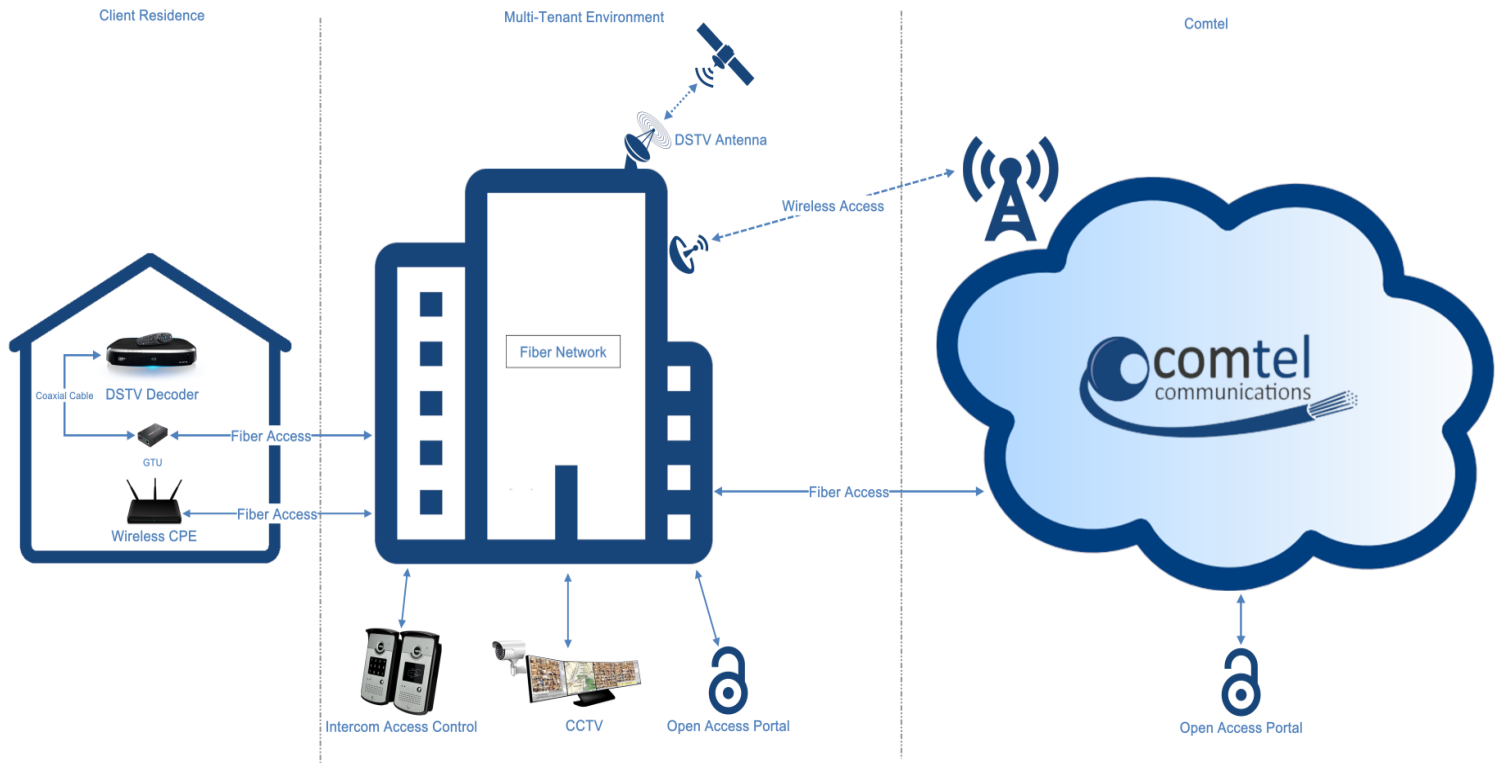 Client Residence
Multi-Tenant Environment
Comtel
DSTV Antenna
Wireless Access
Fiber Network
comtel
communications
DSTV Decoder
Coaxial Cable
Fiber Access
GTU
Fiber Access
Wireless CPE
Fiber Access
Intercom Access Control
CCTV
Open Access Portal
Open Access Portal